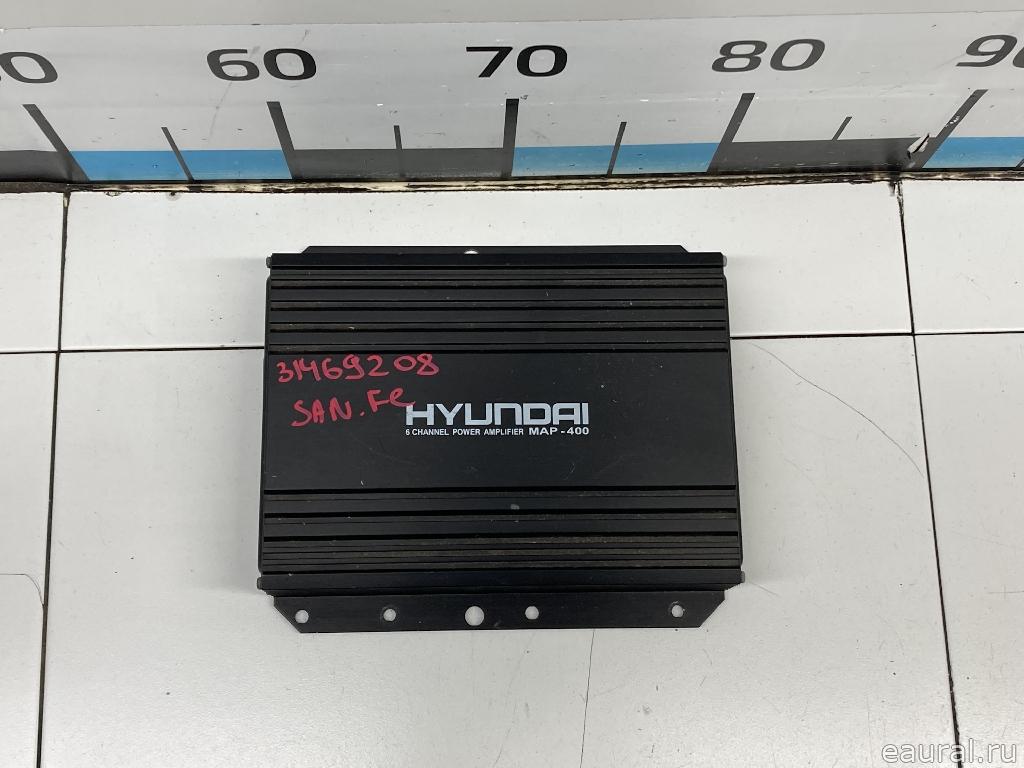 60 70 80
31469208
SAN.Fe
HYUNDAI
6 CHANNEL POWER AMPLIFIER MAP-400
eaural.ru